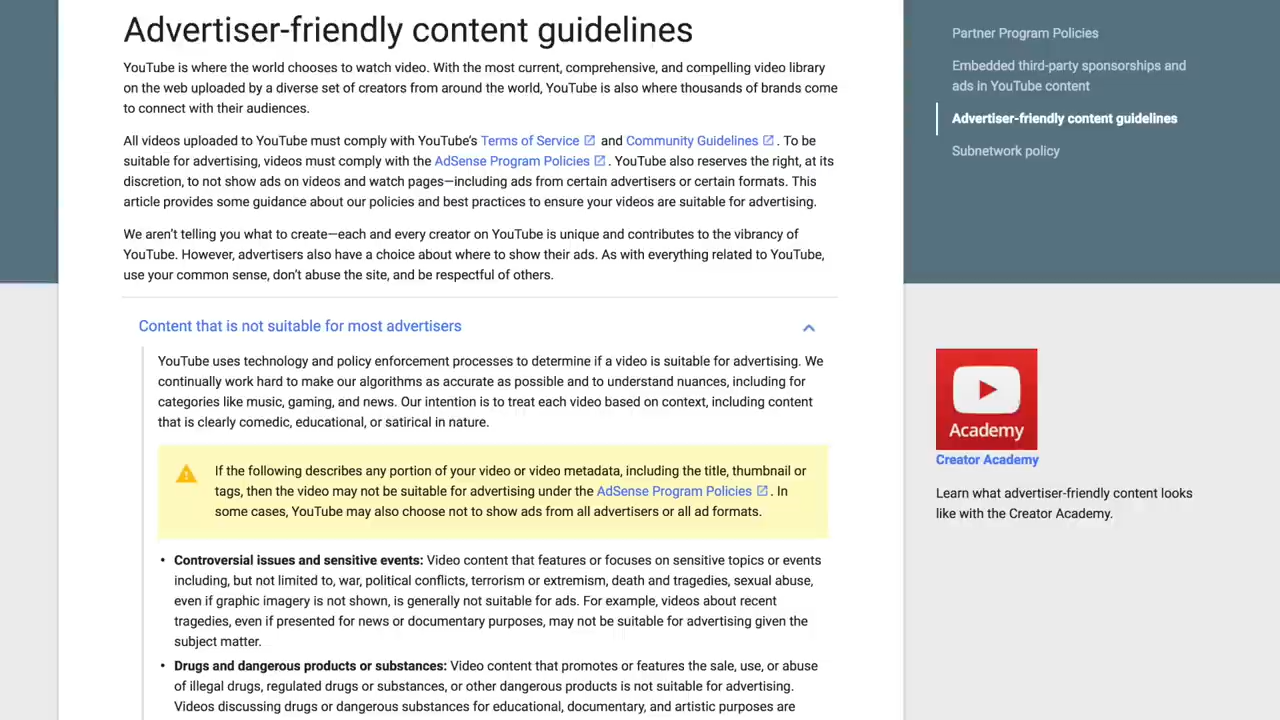 Advertiser-friendly content guidelines
YouTube is where the world chooses to watch video. With the most current, comprehensive, and compelling video library
on the web uploaded by a diverse set of creators from around the world, YouTube is also where thousands of brands come
to connect with their audiences.
All videos uploaded to YouTube must comply with YouTube's Terms of Service and Community Guidelines . To be
suitable for advertising, videos must comply with the AdSense Program Policies . YouTube also reserves the right, at its
discretion, to not show ads on videos and watch pages—including ads from certain advertisers or certain formats. This
article provides some guidance about our policies and best practices to ensure your videos are suitable for advertising.
We aren't telling you what to create—each and every creator on YouTube is unique and contributes to the vibrancy of
YouTube. However, advertisers also have a choice about where to show their ads. As with everything related to YouTube,
use your common sense, don't abuse the site, and be respectful of others.
Content that is not suitable for most advertisers
YouTube uses technology and policy enforcement processes to determine if a video is suitable for advertising. We
continually work hard to make our algorithms as accurate as possible and to understand nuances, including for
categories like music, gaming, and news. Our intention is to treat each video based on context, including content
that is clearly comedic, educational, or satirical in nature.
If the following describes any portion of your video or video metadata, including the title, thumbnail or
tags, then the video may not be suitable for advertising under the AdSense Program Policies . In
some cases, YouTube may also choose not to show ads from all advertisers or all ad formats.
• Controversial issues and sensitive events: Video content that features or focuses on sensitive topics or events
including, but not limited to, war, political conflicts, terrorism or extremism, death and tragedies, sexual abuse,
even if graphic imagery is not shown, is generally not suitable for ads. For example, videos about recent
tragedies, even if presented for news or documentary purposes, may not be suitable for advertising given the
subject matter.
• Drugs and dangerous products or substances: Video content that promotes or features the sale, use, or abuse
of illegal drugs, regulated drugs or substances, or other dangerous products is not suitable for advertising.
Videos discussing drugs or dangerous substances for educational, documentary, and artistic purposes are
Partner Program Policies
Embedded third-party sponsorships and
ads in YouTube content
Advertiser-friendly content guidelines
Subnetwork policy
Academy
Creator Academy
Learn what advertiser-friendly content looks
like with the Creator Academy.